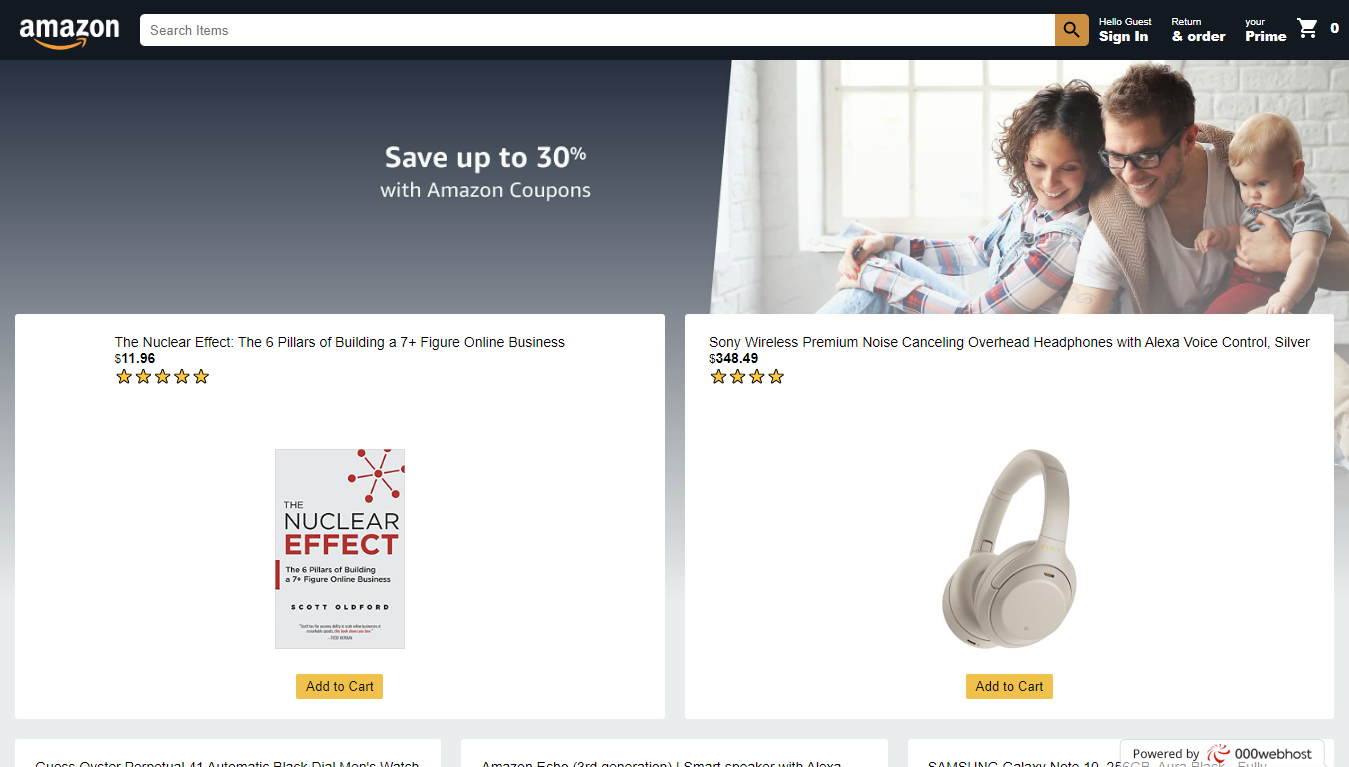 amazon
Search Items
Hello Guest
Sign In
Return
& order
your
Prime
0
Save up to 30%
with Amazon Coupons
The Nuclear Effect: The 6 Pillars of Building a 7+ Figure Online Business
$11.96
Sony Wireless Premium Noise Canceling Overhead Headphones with Alexa Voice Control, Silver
$348.49
THE
NUCLEAR
EFFECT
The 6 Pillars of Building
a 7+ Figure Online Business
SCOTT OLDFORD
Add to Cart
Add to Cart
Guess Oyster Perpetual 41 Automatic Black Dial Men's Watch
Amazon Echo (3rd generation) | Smart speaker with Alexa,
SAMSUNG Galaxy Note 10, 256GB, Aura Black - Fully
Powered by 000webhost